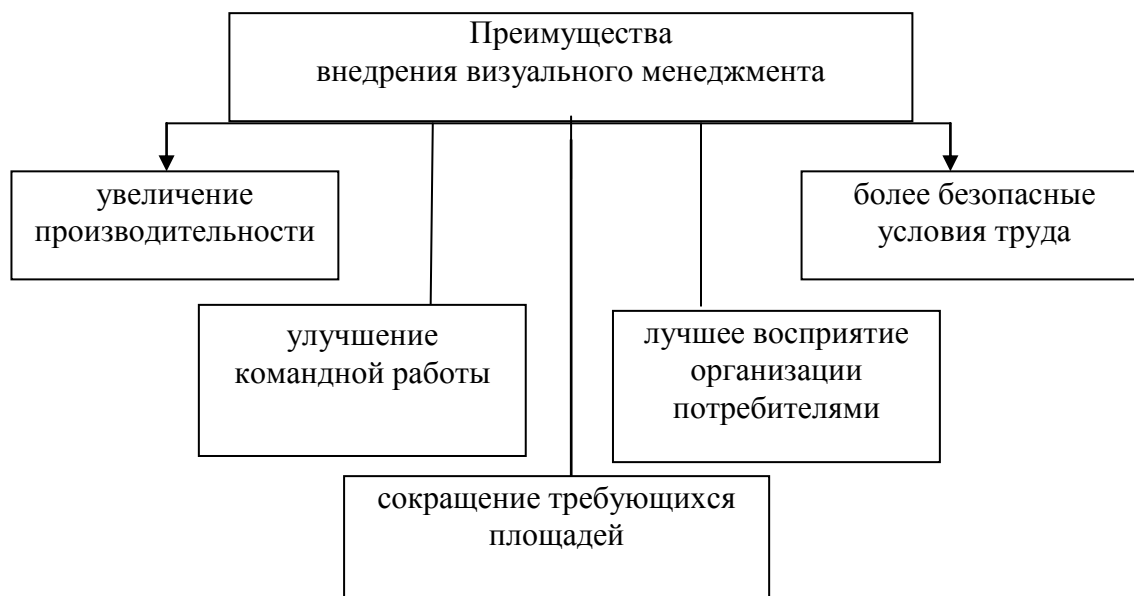 Преимущества
внедрения визуального менеджмента
увеличение
производительности
более безопасные
условия труда
улучшение
командной работы
лучшее восприятие
организации
потребителями
сокращение требующихся
площадей